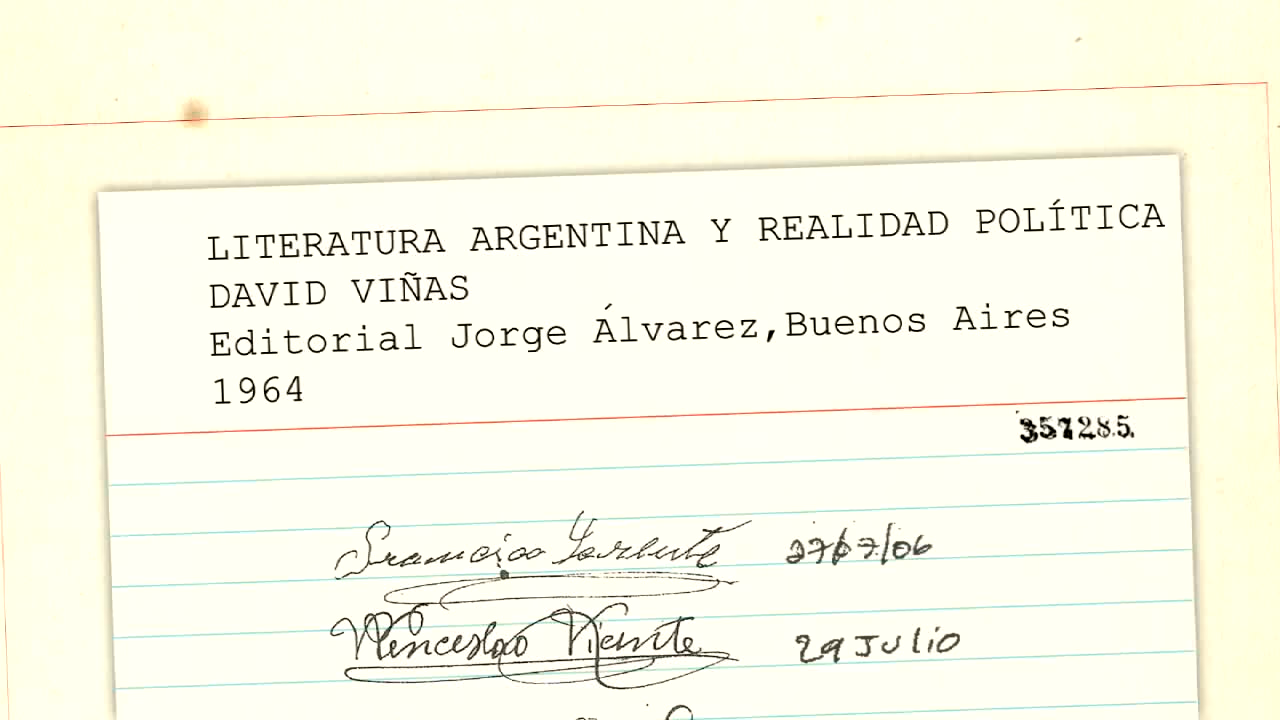 LITERATURA ARGENTINA Y REALIDAD POLÍTICA
DAVID VIÑAS
Editorial Jorge Álvarez,Buenos Aires
1964
357285.
Francisco 27/7/06
Wenceslao Vicente 29 JULIO